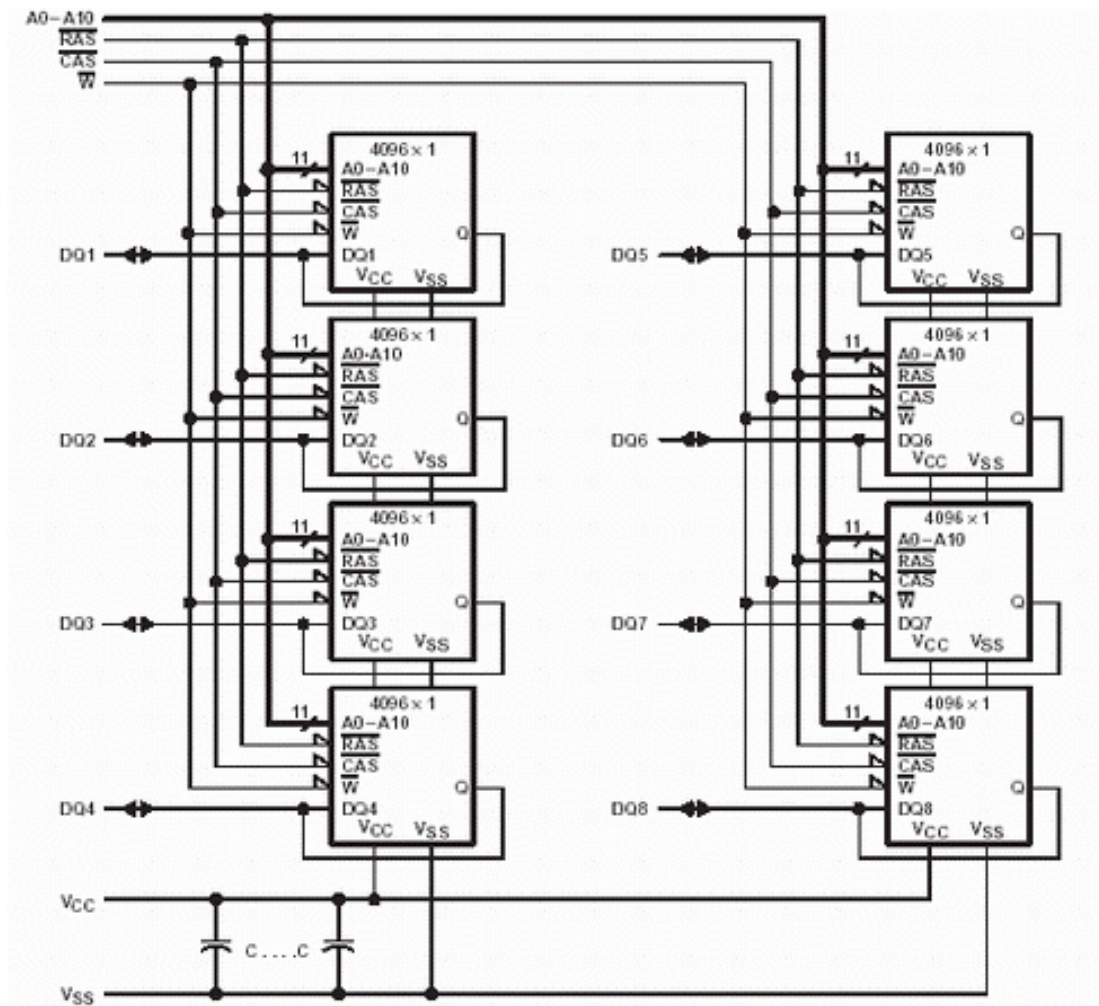 A0–A10
RAS
CAS
W
4096 × 1
11
A0–A10
RAS
CAS
W
Q
DQ1
DQ1
VCC VSS
4096 × 1
11
A0–A10
RAS
CAS
W
Q
DQ5
DQ5
VCC VSS
4096 × 1
11
A0·A10
RAS
CAS
W
Q
DQ2
DQ2
VCC VSS
4096 × 1
11
A0–A10
RAS
CAS
W
Q
DQ6
DQ6
VCC VSS
4096 × 1
11
A0–A10
RAS
CAS
W
Q
DQ3
DQ3
VCC VSS
4096 × 1
11
A0–A10
RAS
CAS
W
Q
DQ7
DQ7
VCC VSS
4096 × 1
11
A0–A10
RAS
CAS
W
Q
DQ4
DQ4
VCC VSS
4096 × 1
11
A0–A10
RAS
CAS
W
Q
DQ8
DQ8
VCC VSS
VCC
C ....C
VSS